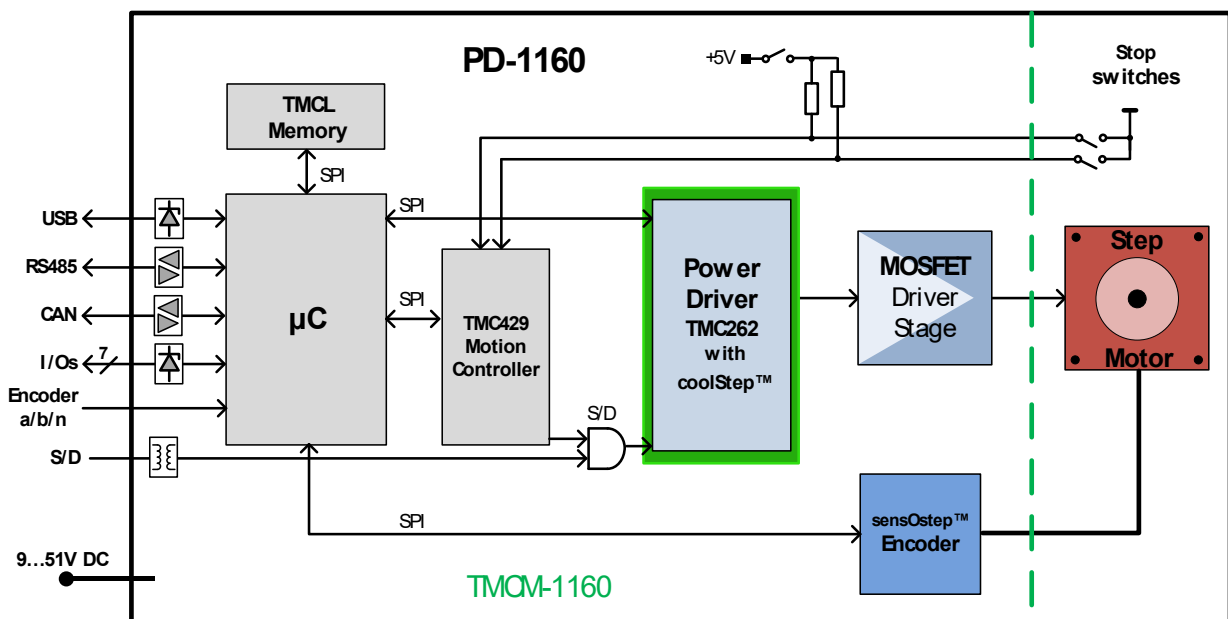 PD-1160
+5V
Stop
switches
TMCL
Memory
SPI
USB
SPI
RS485
CAN
I/Os
7
Encoder
a/b/n
S/D
µC
SPI
TMC429
Motion
Controller
S/D
Power
Driver
TMC262
with
coolStep™
MOSFET
Driver
Stage
Step
Motor
SPI
sensOstep™
Encoder
9...51V DC
TMCM-1160